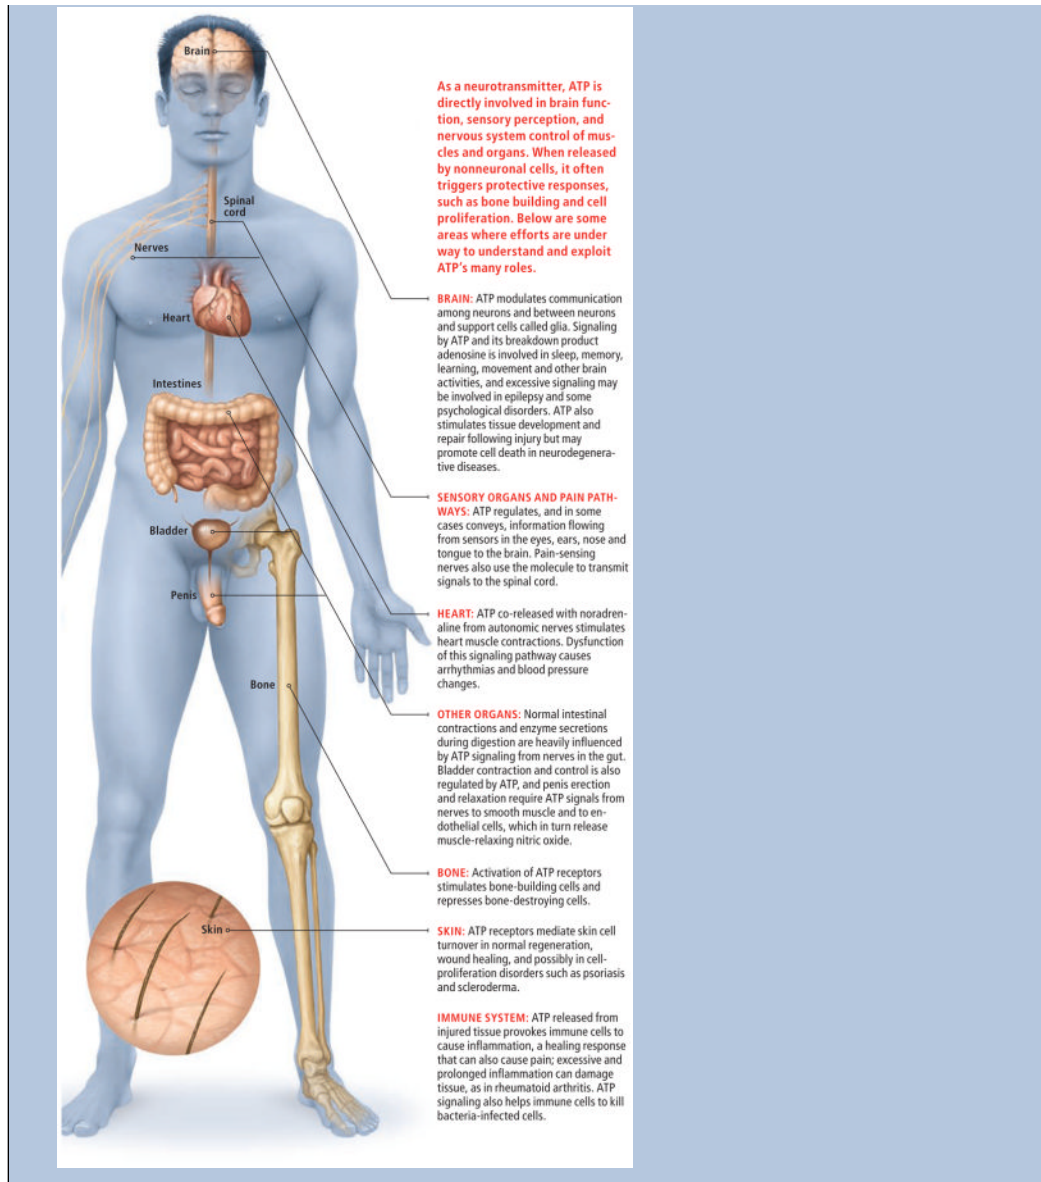 Brain
Spinal
cord
Nerves
Heart
Intestines
Bladder
Penis
Bone
Skin
As a neurotransmitter, ATP is
directly involved in brain func-
tion, sensory perception, and
nervous system control of mus-
cles and organs. When released
by nonneuronal cells, it often
triggers protective responses,
such as bone building and cell
proliferation. Below are some
areas where efforts are under
way to understand and exploit
ATP's many roles.
BRAIN: ATP modulates communication
among neurons and between neurons
and support cells called glia. Signaling
by ATP and its breakdown product
adenosine is involved in sleep, memory,
learning, movement and other brain
activities, and excessive signaling may
be involved in epilepsy and some
psychological disorders. ATP also
stimulates tissue development and
repair following injury but may
promote cell death in neurodegenera-
tive diseases.
SENSORY ORGANS AND PAIN PATH-
WAYS: ATP regulates, and in some
cases conveys, information flowing
from sensors in the eyes, ears, nose and
tongue to the brain. Pain-sensing
nerves also use the molecule to transmit
signals to the spinal cord.
HEART: ATP co-released with noradren-
aline from autonomic nerves stimulates
heart muscle contractions. Dysfunction
of this signaling pathway causes
arrhythmias and blood pressure
changes.
OTHER ORGANS: Normal intestinal
contractions and enzyme secretions
during digestion are heavily influenced
by ATP signaling from nerves in the gut.
Bladder contraction and control is also
regulated by ATP, and penis erection
and relaxation require ATP signals from
nerves to smooth muscle and to en-
dothelial cells, which in turn release
muscle-relaxing nitric oxide.
BONE: Activation of ATP receptors
stimulates bone-building cells and
represses bone-destroying cells.
SKIN: ATP receptors mediate skin cell
turnover in normal regeneration,
wound healing, and possibly in cell-
proliferation disorders such as psoriasis
and scleroderma.
IMMUNE SYSTEM: ATP released from
injured tissue provokes immune cells to
cause inflammation, a healing response
that can also cause pain; excessive and
prolonged inflammation can damage
tissue, as in rheumatoid arthritis. ATP
signaling also helps immune cells to kill
bacteria-infected cells.